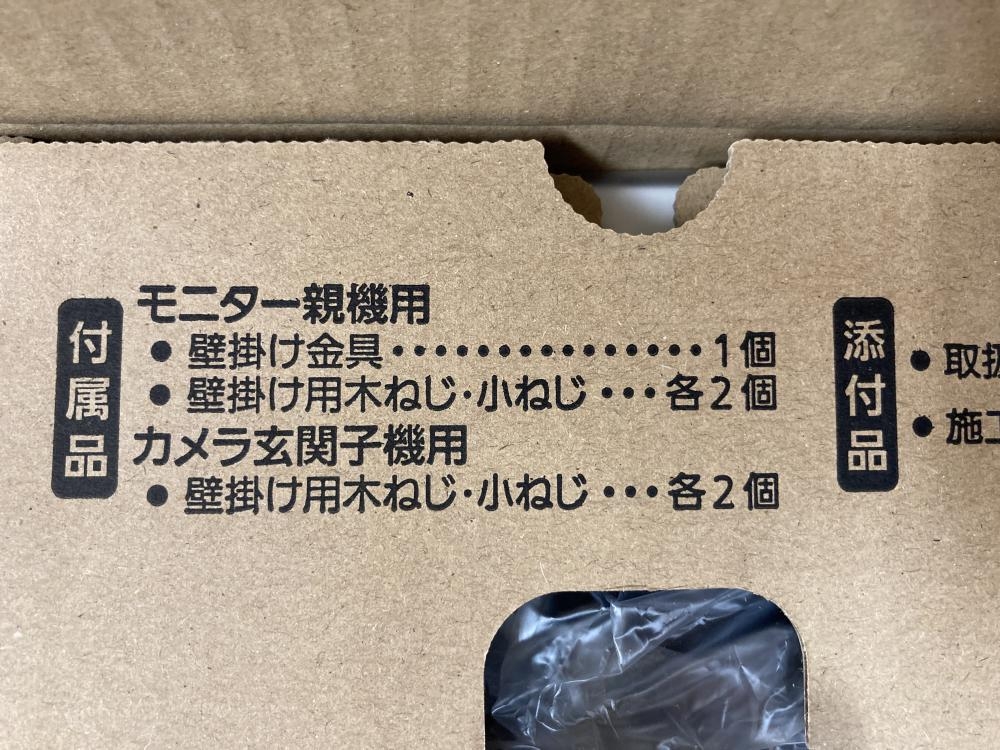 付属品
モニター親機用
● 壁掛け金具・・・・・・・・・・・・・・・1個
● 壁掛け用木ねじ・小ねじ・・・各2個
カメラ玄関子機用
● 壁掛け用木ねじ・小ねじ・・・各2個
添付品
● 取扱
● 施工